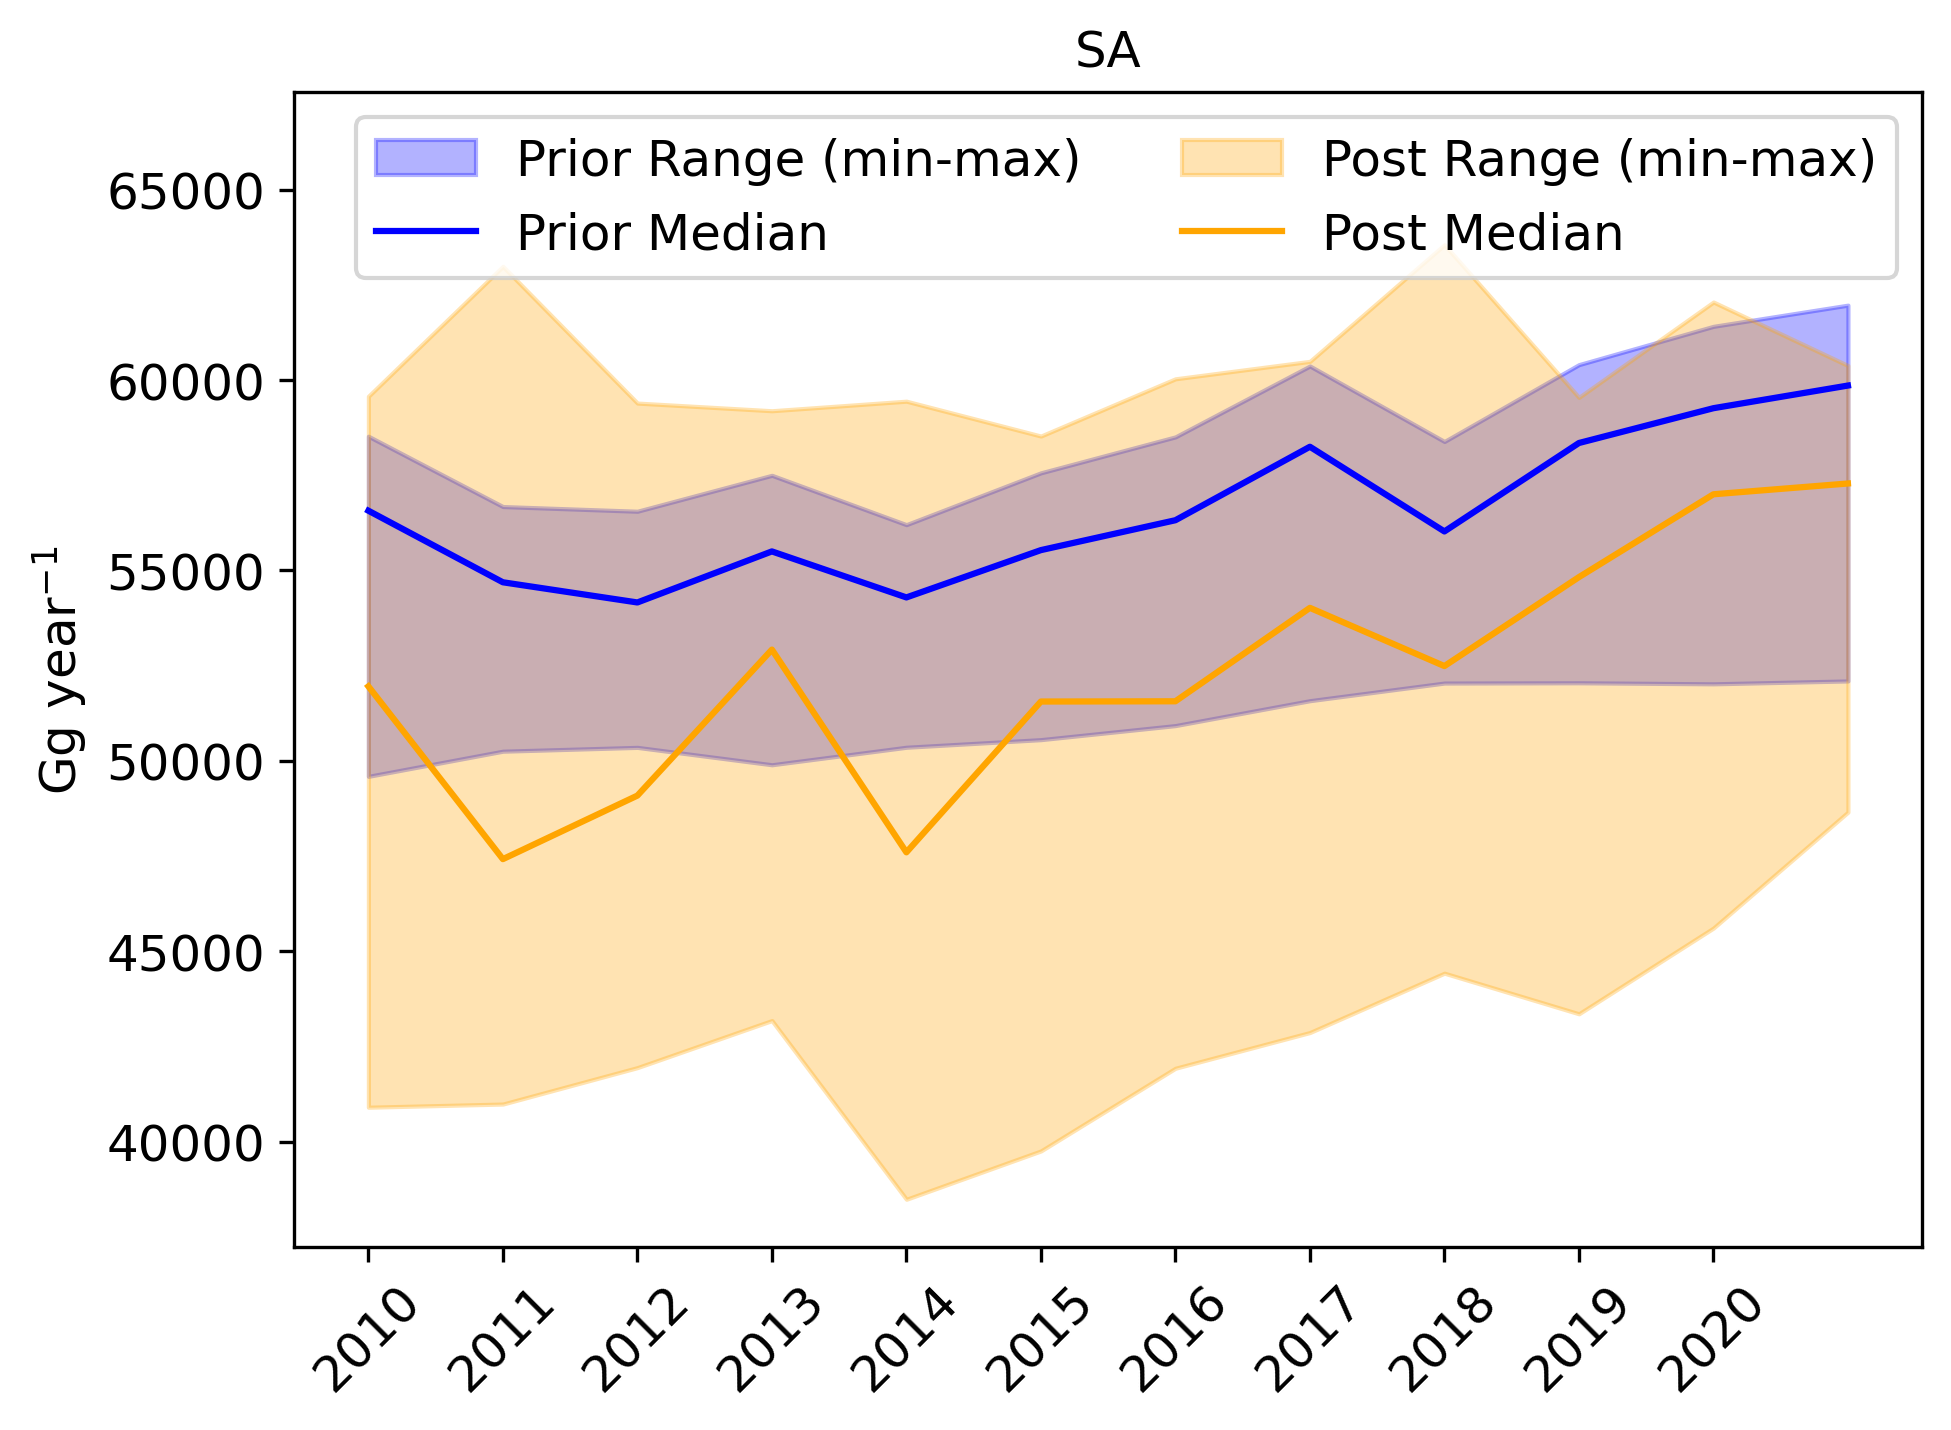 SA
Prior Range (min-max)
Prior Median
Post Range (min-max)
Post Median
65000
60000
55000
50000
45000
40000
Gg year⁻¹
2010
2011
2012
2013
2014
2015
2016
2017
2018
2019
2020